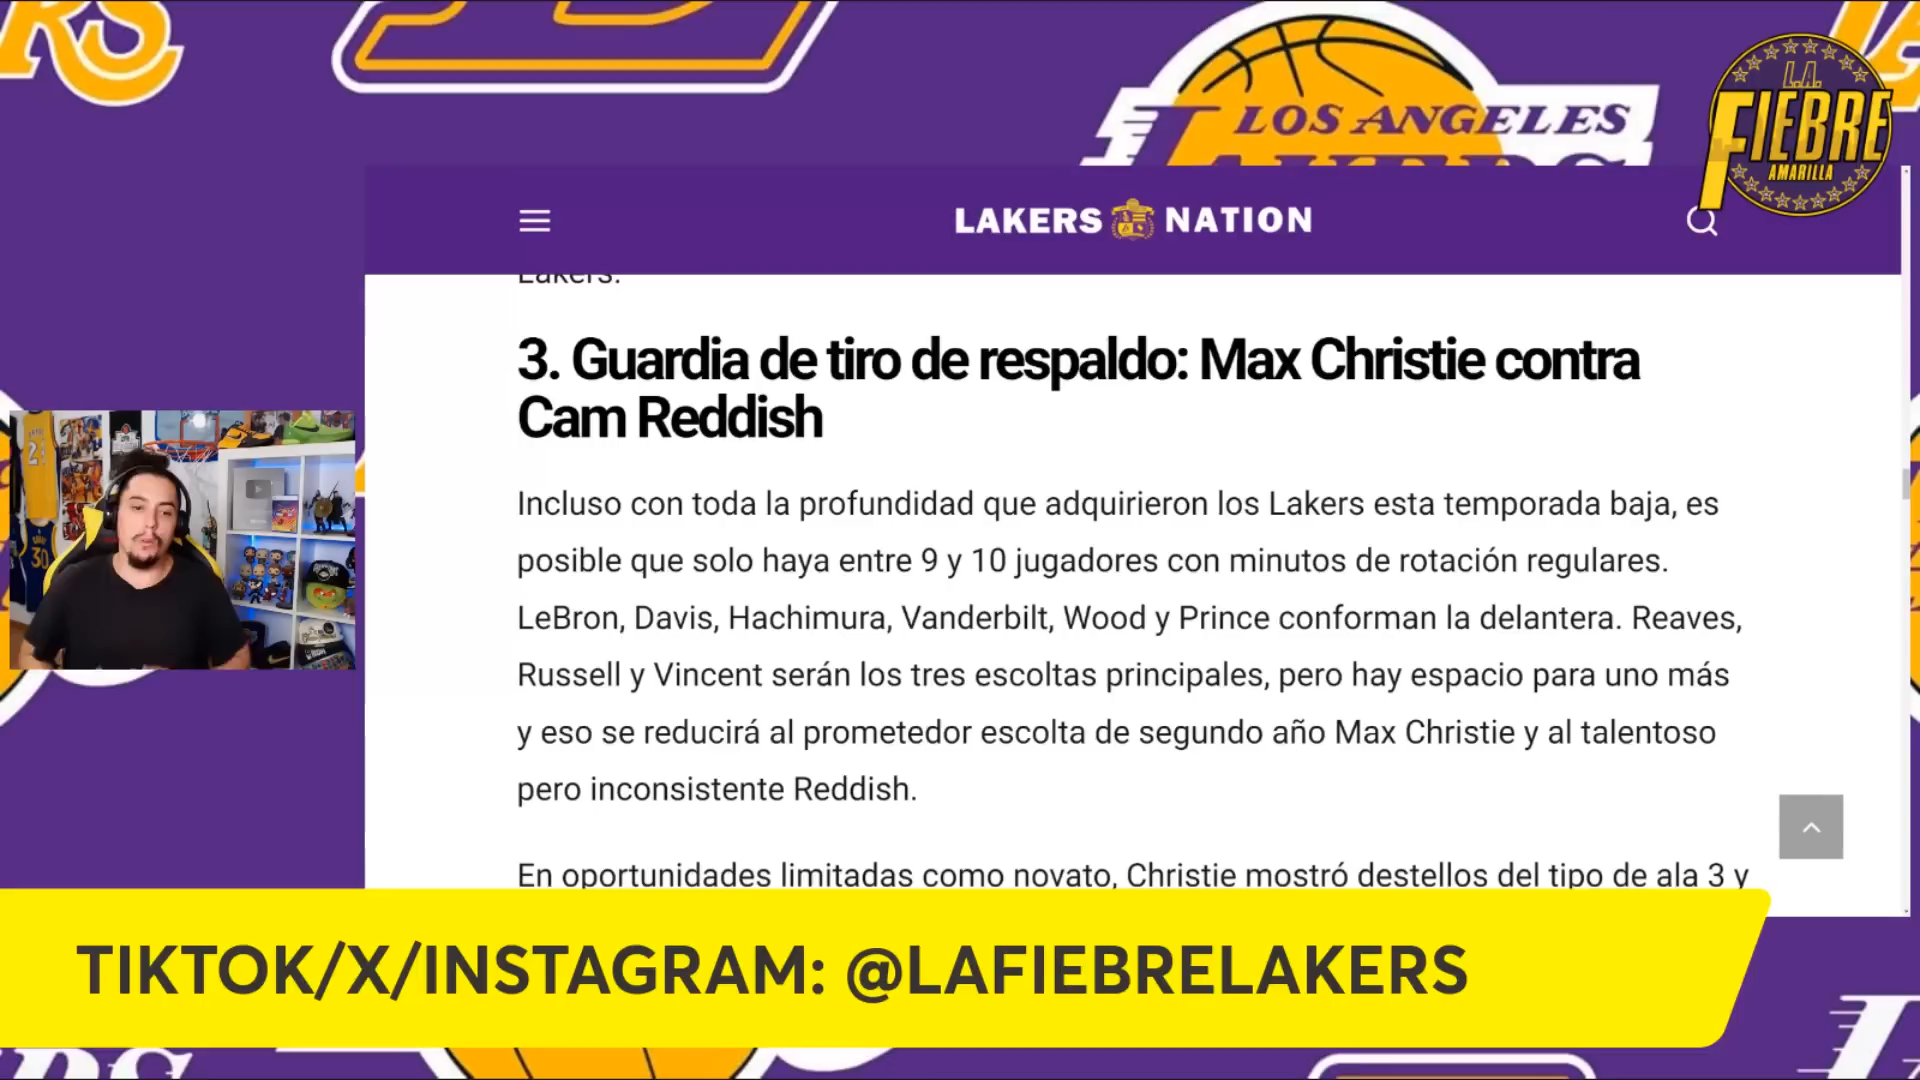 RS
LOS ANGELES
L.A.
FIEBRE
AMARILLA
LAKERS NATION
Lakers.
3. Guardia de tiro de respaldo: Max Christie contra
Cam Reddish
Incluso con toda la profundidad que adquirieron los Lakers esta temporada baja, es
posible que solo haya entre 9 y 10 jugadores con minutos de rotación regulares.
LeBron, Davis, Hachimura, Vanderbilt, Wood y Prince conforman la delantera. Reaves,
Russell y Vincent serán los tres escoltas principales, pero hay espacio para uno más
y eso se reducirá al prometedor escolta de segundo año Max Christie y al talentoso
pero inconsistente Reddish.
En oportunidades limitadas como novato, Christie mostró destellos del tipo de ala 3 y
30
TIKTOK/X/INSTAGRAM: @LAFIEBRELAKERS